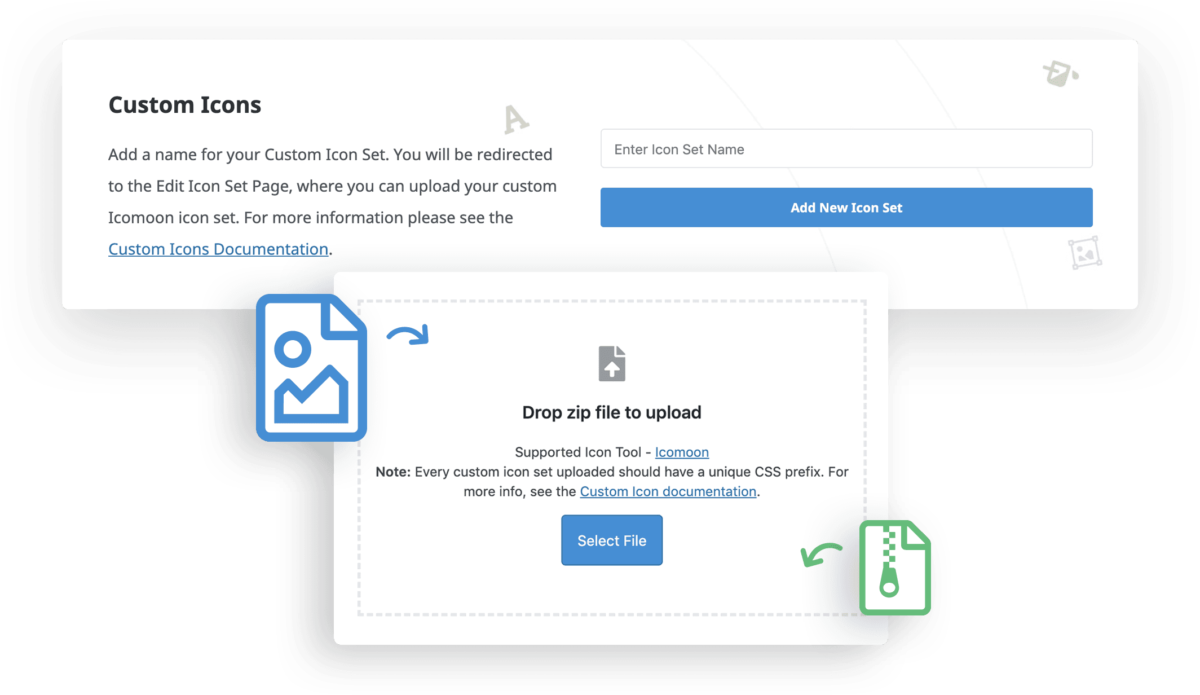 Custom Icons
Add a name for your Custom Icon Set. You will be redirected
to the Edit Icon Set Page, where you can upload your custom
Icomoon icon set. For more information please see the
Custom Icons Documentation.
A
Enter Icon Set Name
Add New Icon Set
Drop zip file to upload
Supported Icon Tool - Icomoon
Note: Every custom icon set uploaded should have a unique CSS prefix. For
more info, see the Custom Icon documentation.
Select File